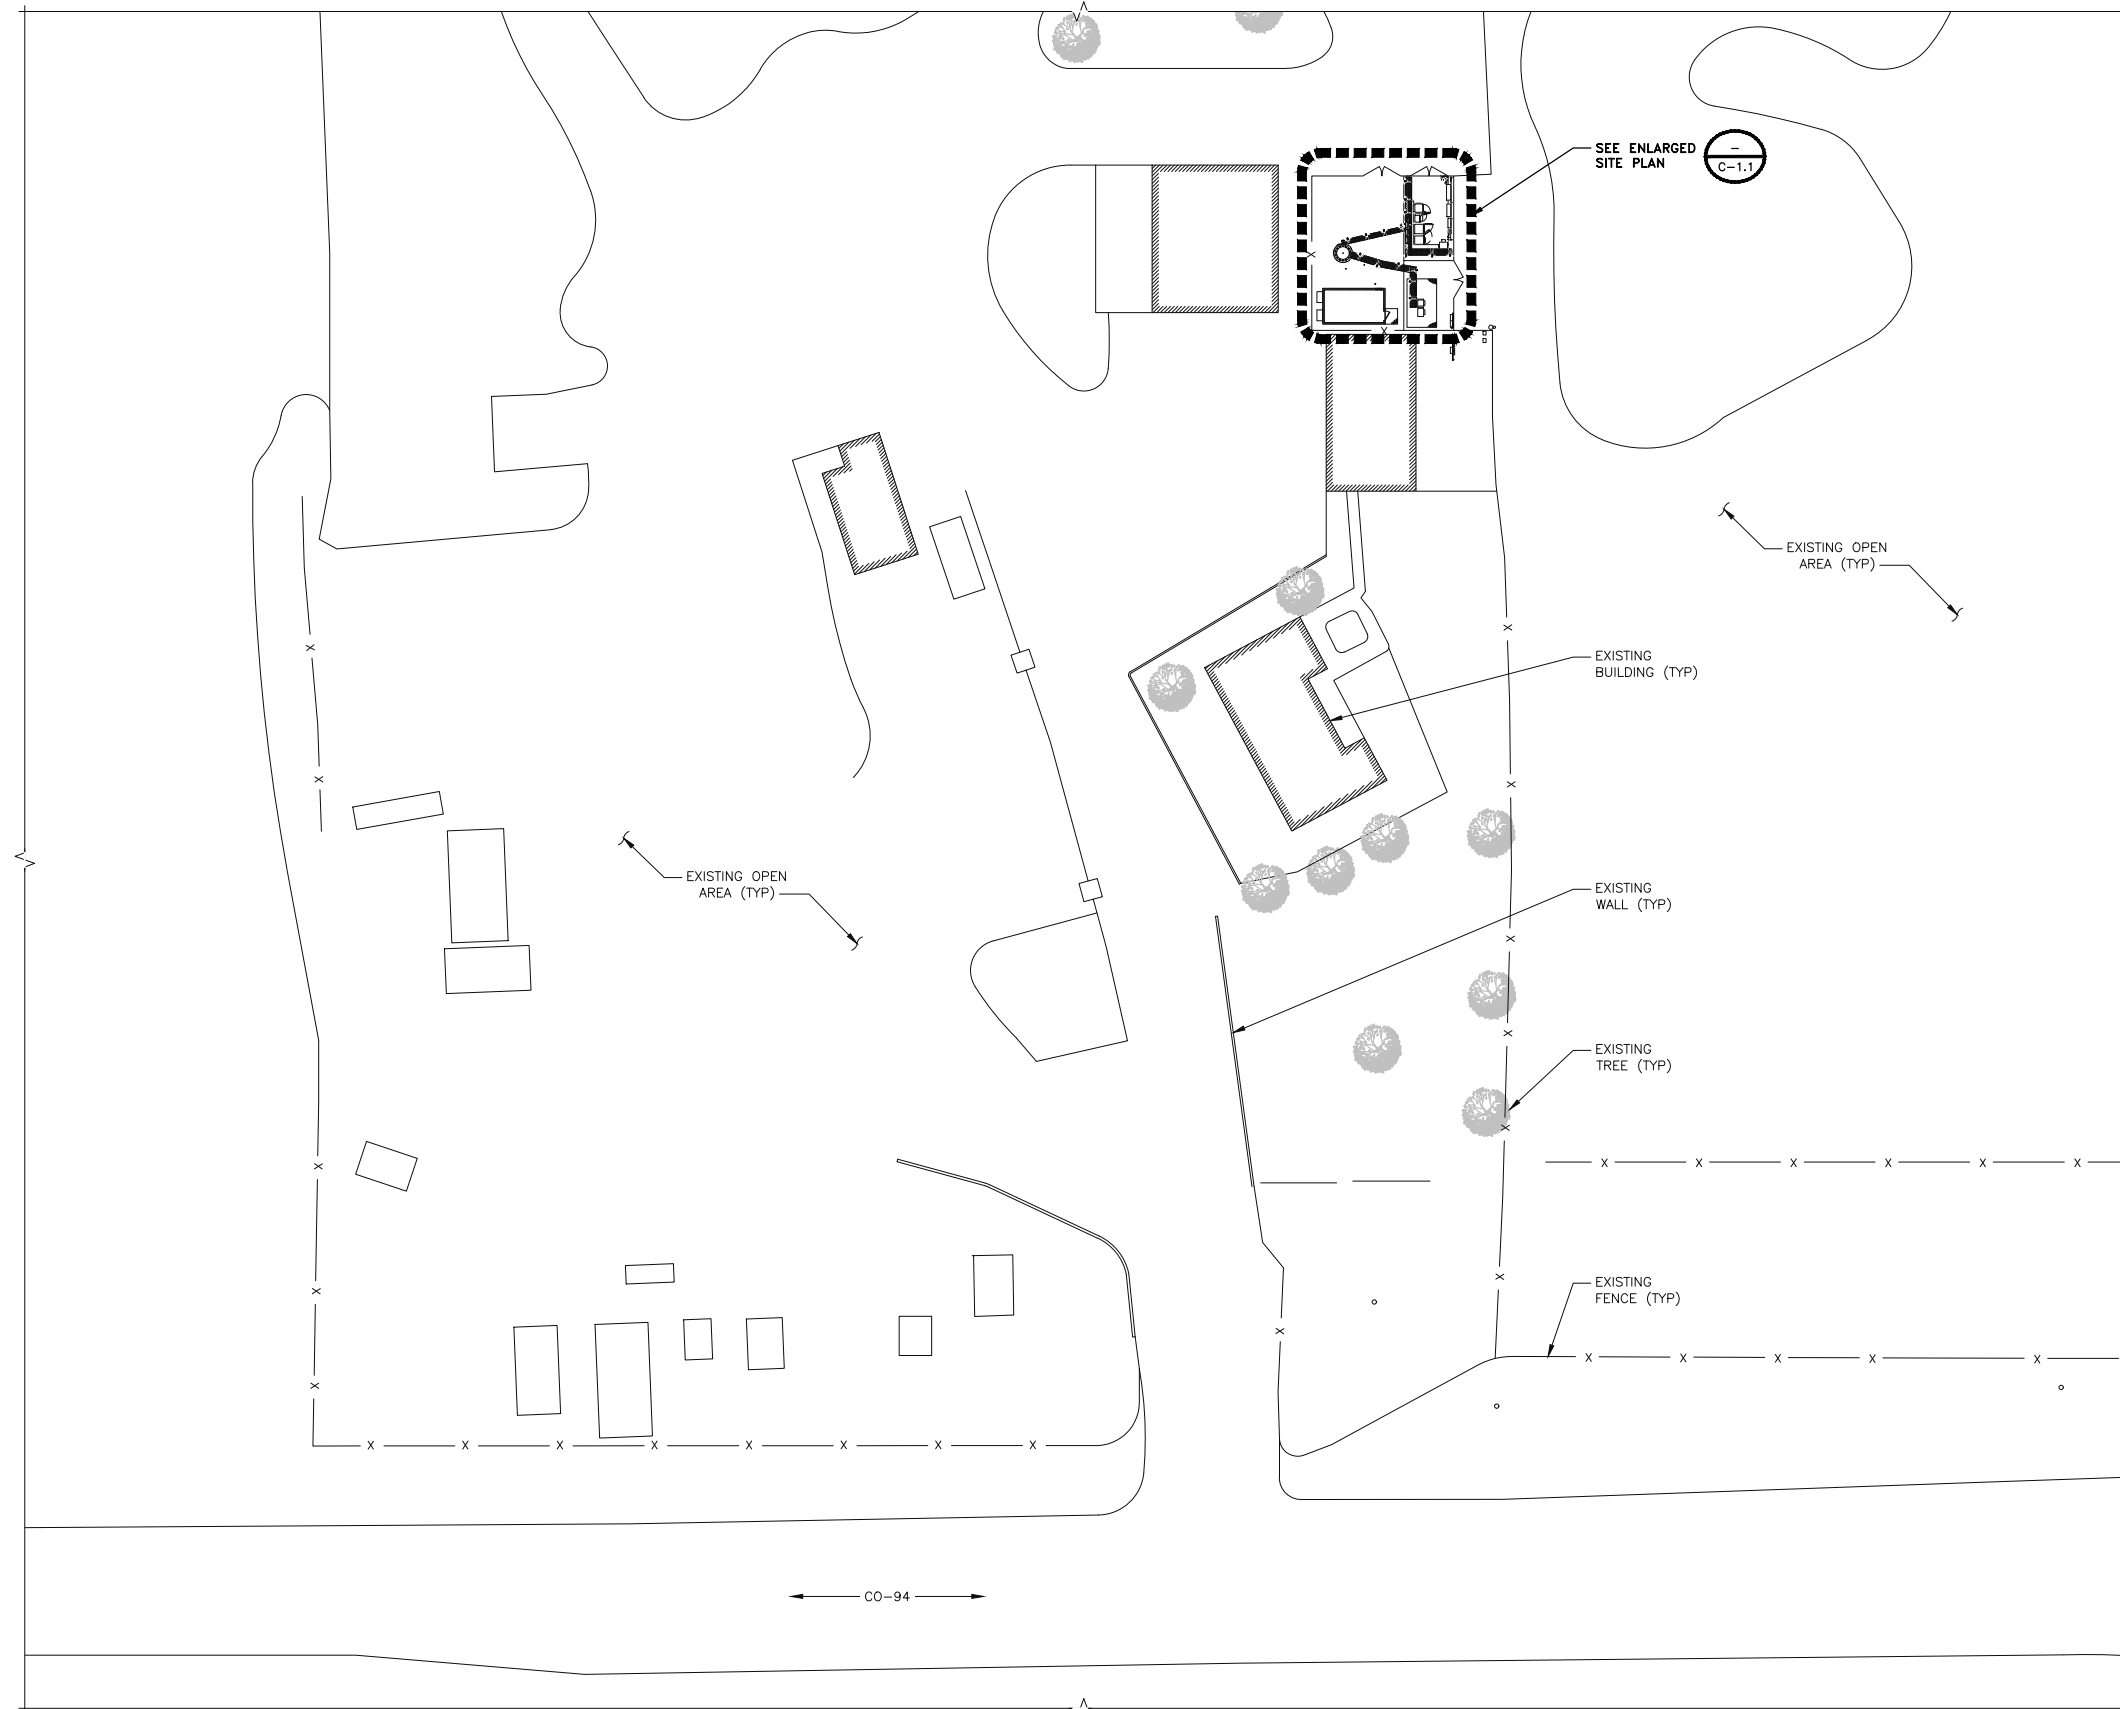 SEE ENLARGED
SITE PLAN
–
C–1.1
EXISTING OPEN
AREA (TYP)
EXISTING
BUILDING (TYP)
EXISTING OPEN
AREA (TYP)
EXISTING
WALL (TYP)
EXISTING
TREE (TYP)
EXISTING
FENCE (TYP)
CO–94